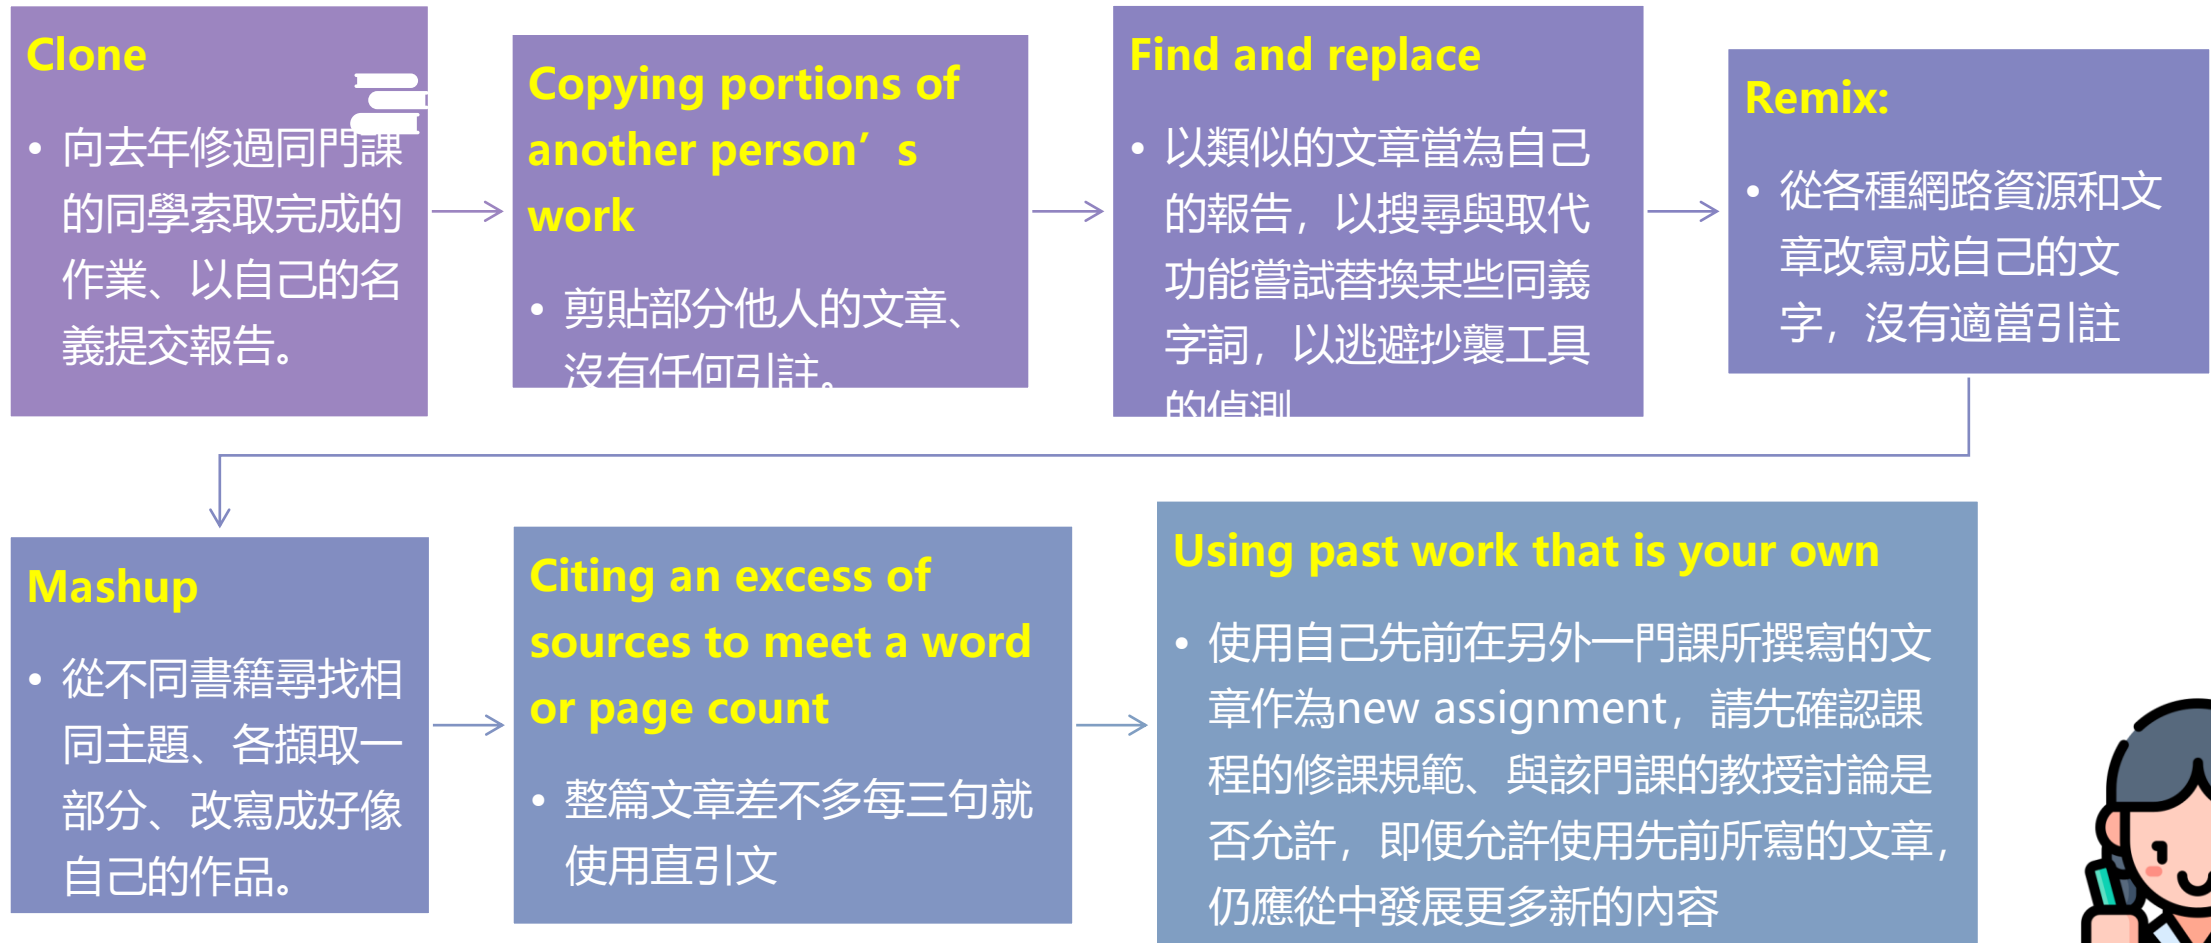 Clone
• 向去年修過同門課
的同學索取完成的
作業、以自己的名
義提交報告。
Copying portions of
another person’s
work
• 剪貼部分他人的文章、
沒有任何引註。
Find and replace
• 以類似的文章當為自己
的報告，以搜尋與取代
功能嘗試替換某些同義
字詞，以逃避抄襲工具
的偵測
Remix:
• 從各種網路資源和文
章改寫成自己的文
字，沒有適當引註
Mashup
• 從不同書籍尋找相
同主題、各擷取一
部分、改寫成好像
自己的作品。
Citing an excess of
sources to meet a word
or page count
• 整篇文章差不多每三句就
使用直引文
Using past work that is your own
• 使用自己先前在另外一門課所撰寫的文
章作為new assignment，請先確認課
程的修課規範、與該門課的教授討論是
否允許，即便允許使用先前所寫的文章，
仍應從中發展更多新的內容